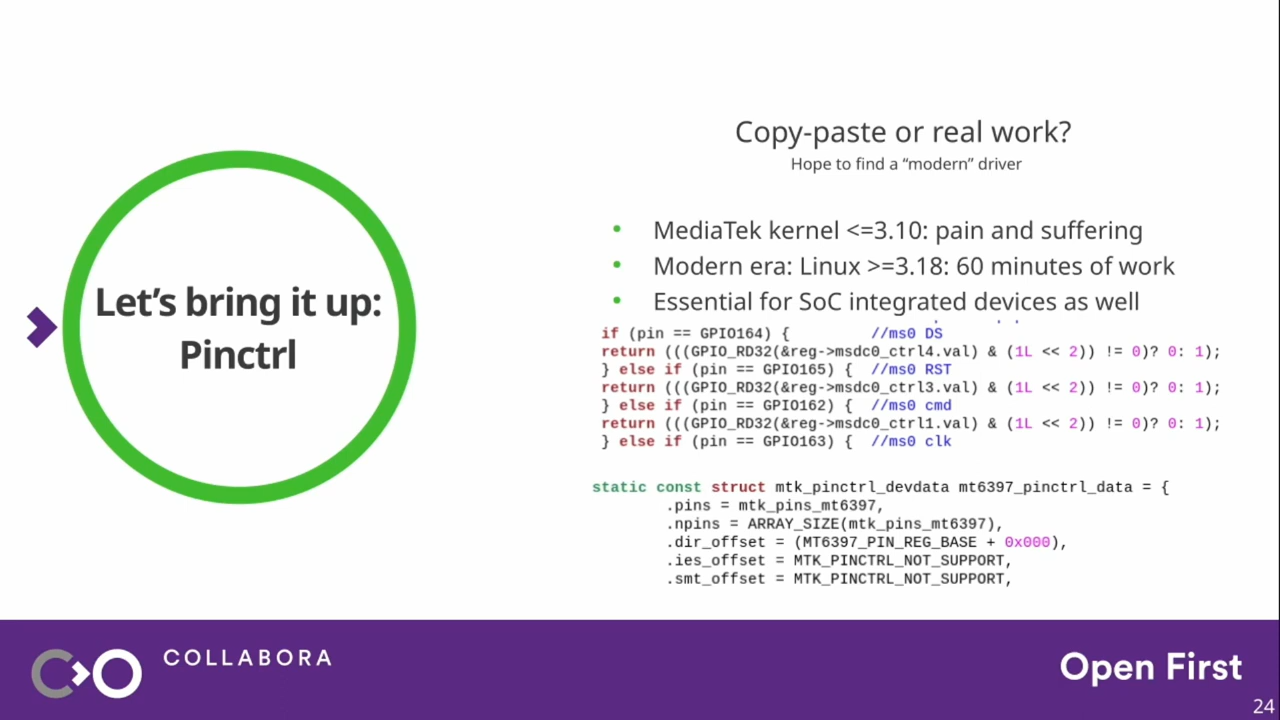 Let's bring it up:
Pinctrl
Copy-paste or real work?
Hope to find a “modern” driver
• MediaTek kernel <=3.10: pain and suffering
• Modern era: Linux >=3.18: 60 minutes of work
• Essential for SoC integrated devices as well
if (pin == GPIO164) { //ms0 DS
return (((GPIO_RD32(&reg->msdc0_ctrl4.val) & (1L << 2)) != 0)? 0: 1);
} else if (pin == GPIO165) { //ms0 RST
return (((GPIO_RD32(&reg->msdc0_ctrl3.val) & (1L << 2)) != 0)? 0: 1);
} else if (pin == GPIO162) { //ms0 cmd
return (((GPIO_RD32(&reg->msdc0_ctrl1.val) & (1L << 2)) != 0)? 0: 1);
} else if (pin == GPIO163) { //ms0 clk
static const struct mtk_pinctrl_devdata mt6397_pinctrl_data = {
.pins = mtk_pins_mt6397,
.npins = ARRAY_SIZE(mtk_pins_mt6397),
.dir_offset = (MT6397_PIN_REG_BASE + 0x000),
.ies_offset = MTK_PINCTRL_NOT_SUPPORT,
.smt_offset = MTK_PINCTRL_NOT_SUPPORT,
COLLABORA
Open First
24